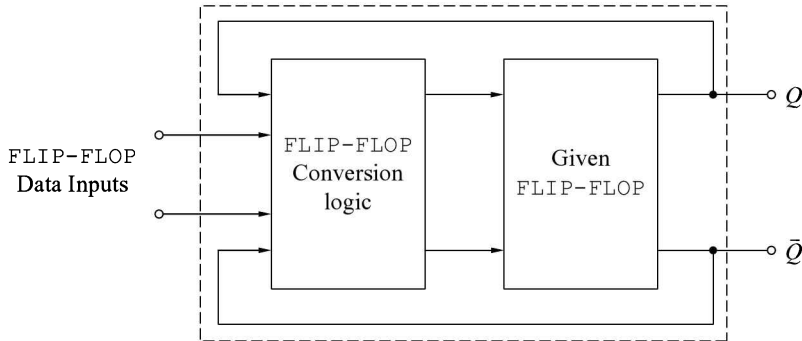 FLIP-FLOP
Data Inputs
FLIP-FLOP
Conversion
logic
Given
FLIP-FLOP
Q
Q̄